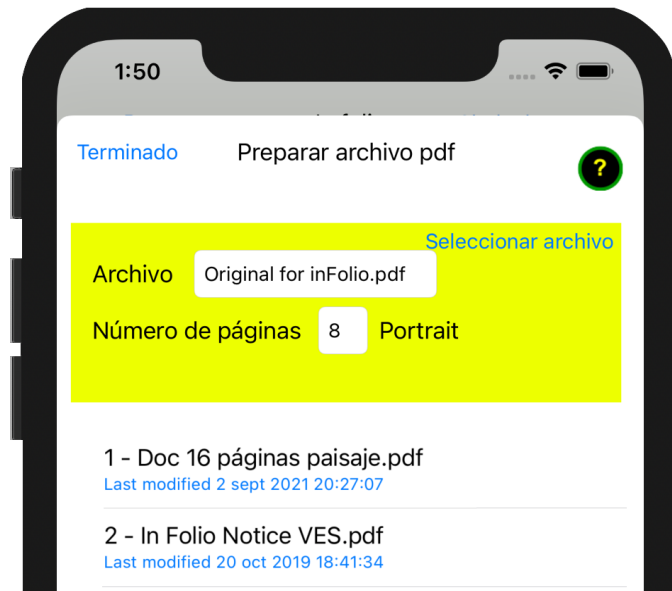 1:50
Terminado Preparar archivo pdf ?
Seleccionar archivo
Archivo Original for inFolio.pdf
Número de páginas 8 Portrait
1 - Doc 16 páginas paisaje.pdf
Last modified 2 sept 2021 20:27:07
2 - In Folio Notice VES.pdf
Last modified 20 oct 2019 18:41:34